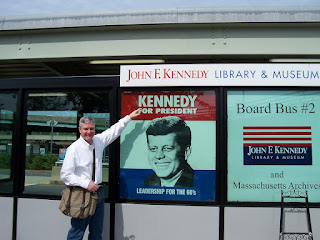 JOHN F. KENNEDY LIBRARY & MUSEUM
KENNEDY
FOR PRESIDENT
LEADERSHIP FOR THE 60's
Board Bus #2
JOHN F. KENNEDY
LIBRARY & MUSEUM
and
Massachusetts Archives